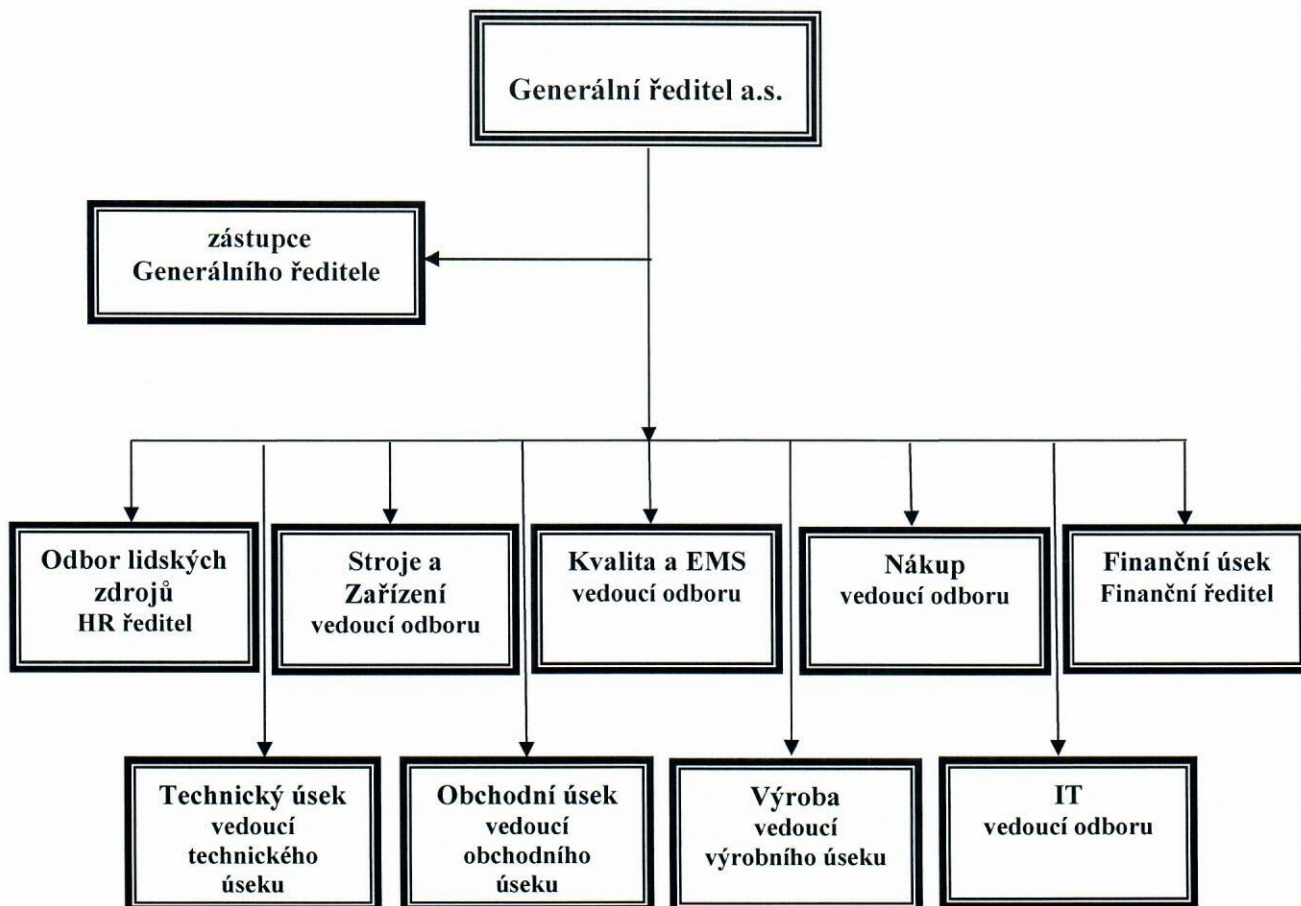 Generální ředitel a.s.
zástupce
Generálního ředitele
Odbor lidských
zdrojů
HR ředitel
Stroje a
Zařízení
vedoucí odboru
Kvalita a EMS
vedoucí odboru
Nákup
vedoucí odboru
Finanční úsek
Finanční ředitel
Technický úsek
vedoucí
technického
úseku
Obchodní úsek
vedoucí
obchodního
úseku
Výroba
vedoucí
výrobního úseku
IT
vedoucí odboru